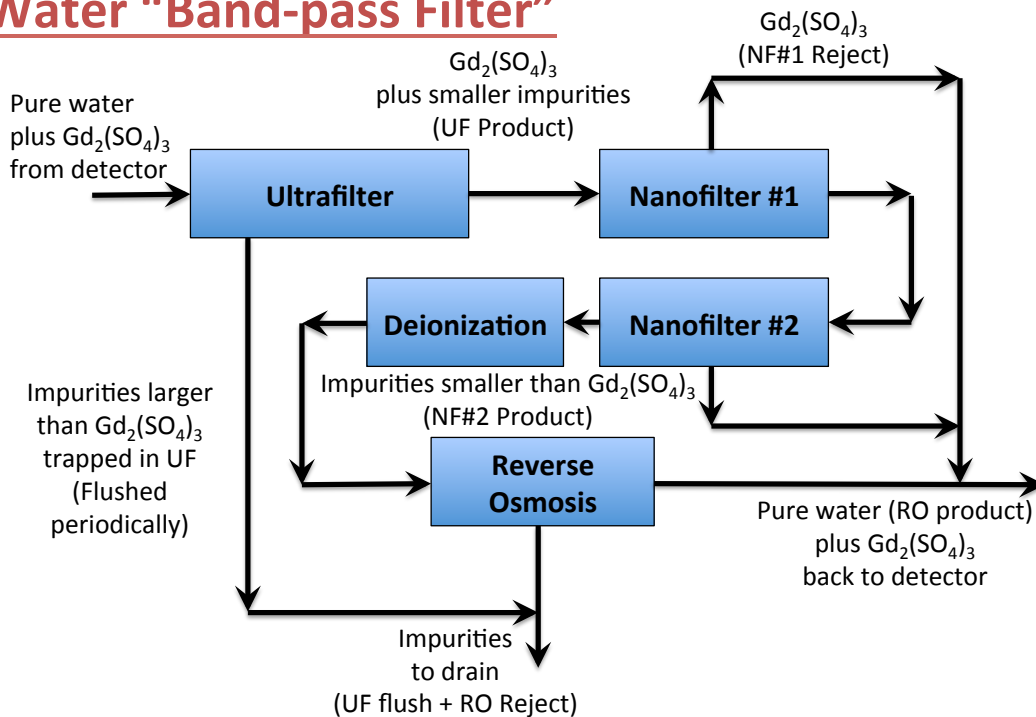 Water “Band-pass Filter”
Gd₂(SO₄)₃
(NF#1 Reject)
Gd₂(SO₄)₃
plus smaller impurities
(UF Product)
Pure water
plus Gd₂(SO₄)₃
from detector
Ultrafilter
Nanofilter #1
Deionization
Nanofilter #2
Impurities smaller than Gd₂(SO₄)₃
(NF#2 Product)
Impurities larger
than Gd₂(SO₄)₃
trapped in UF
(Flushed
periodically)
Reverse
Osmosis
Pure water (RO product)
plus Gd₂(SO₄)₃
back to detector
Impurities
to drain
(UF flush + RO Reject)